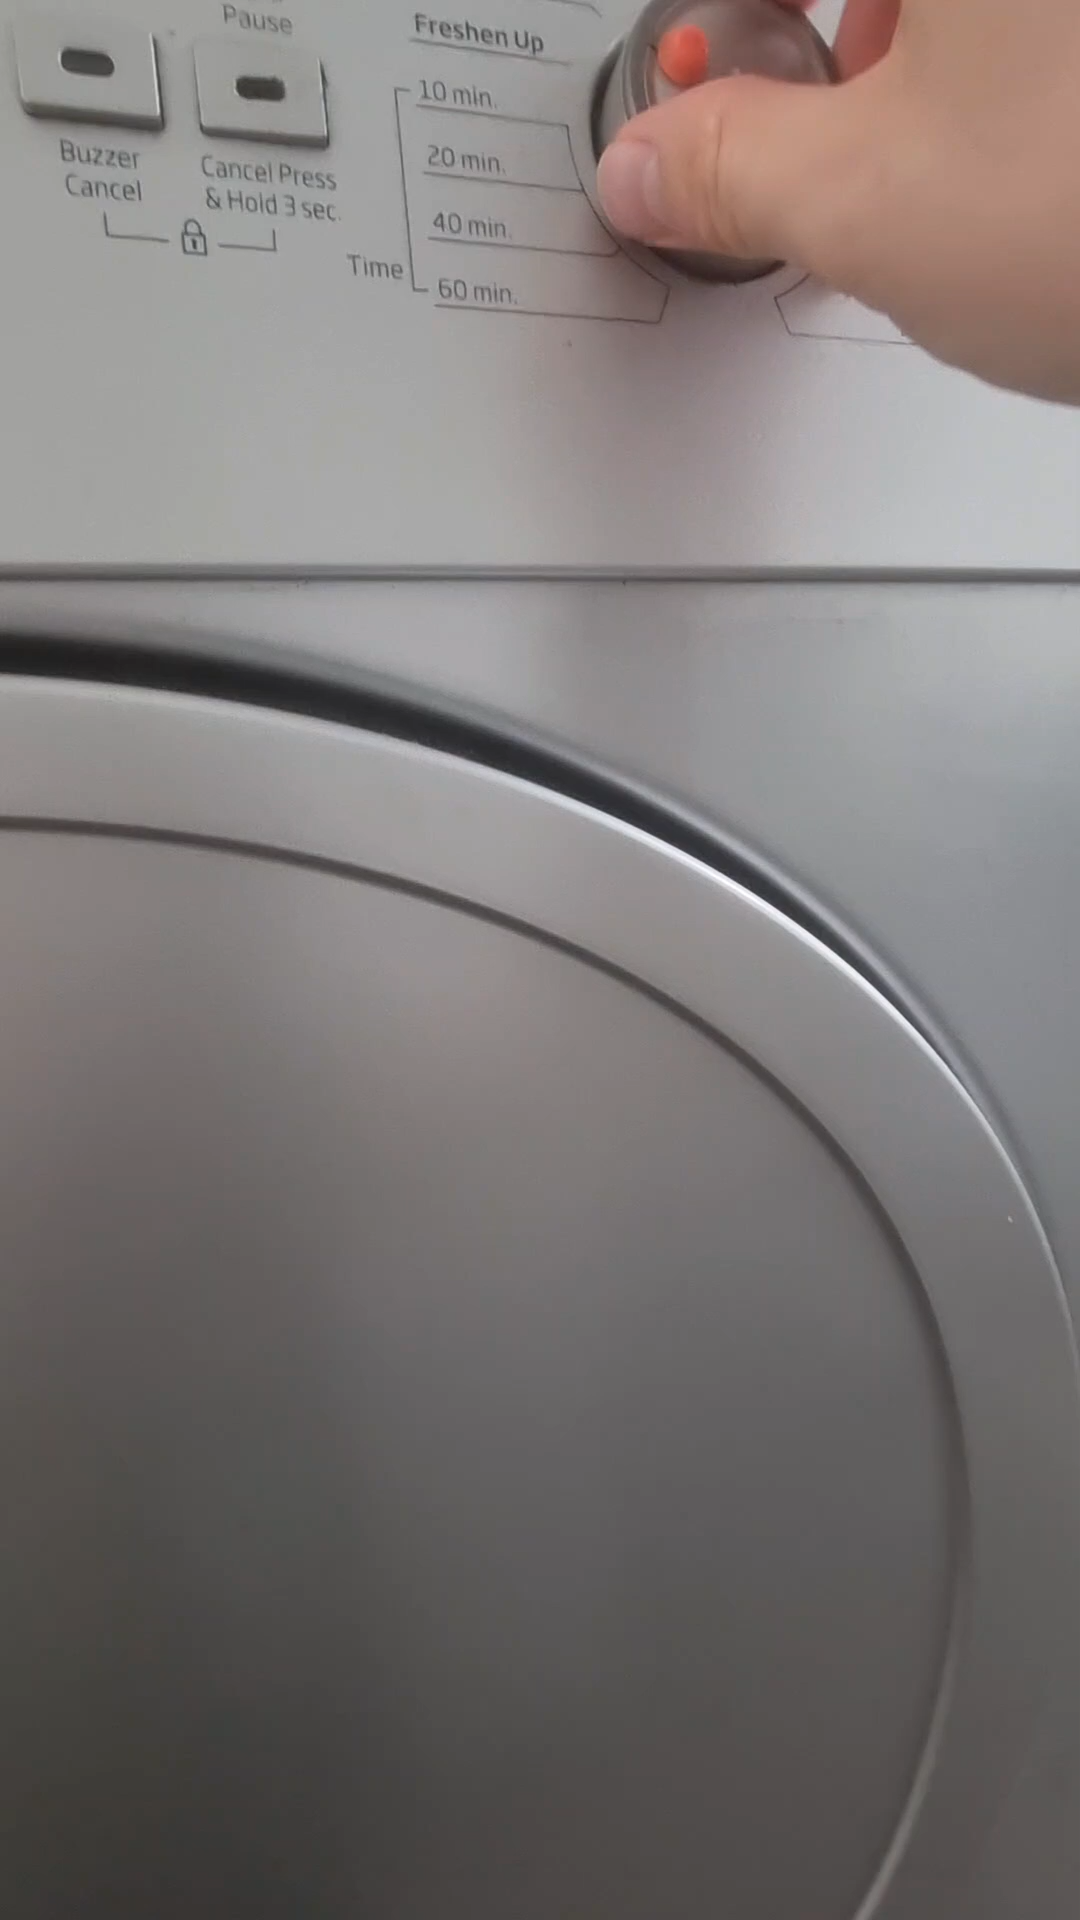 Pause
Buzzer
Cancel
Cancel Press
& Hold 3 sec.
Freshen Up
10 min.
20 min.
40 min.
60 min.
Time